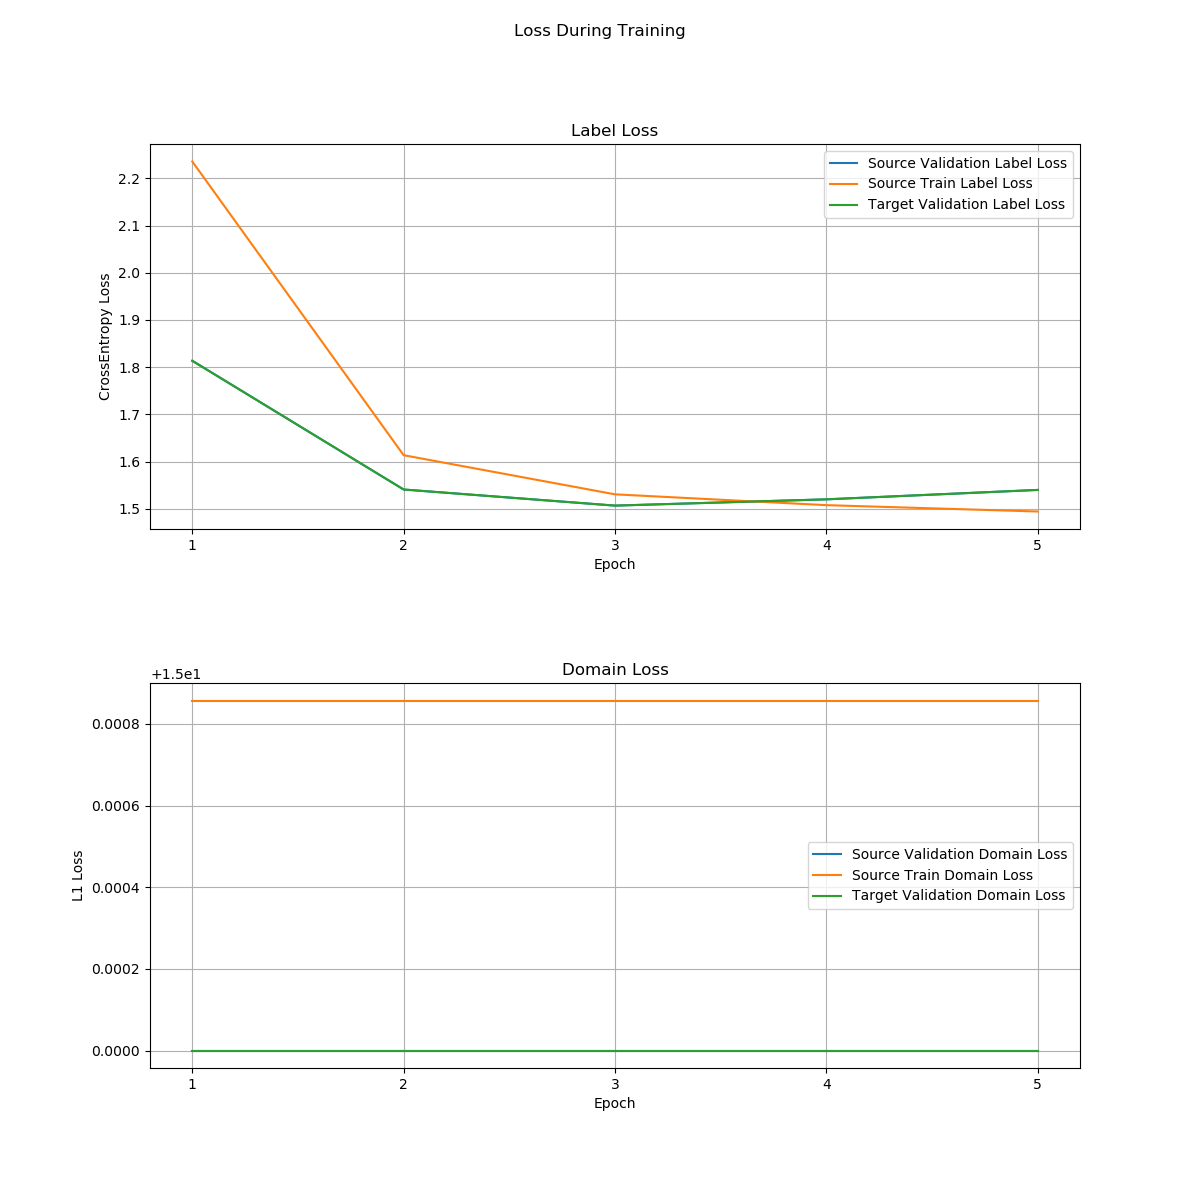 Loss During Training
Label Loss
2.2
2.1
2.0
1.9
1.8
1.7
1.6
1.5
CrossEntropy Loss
Source Validation Label Loss
Source Train Label Loss
Target Validation Label Loss
1 2 3 4 5
Epoch
Domain Loss
+1.5e1
0.0008
0.0006
0.0004
0.0002
0.0000
L1 Loss
Source Validation Domain Loss
Source Train Domain Loss
Target Validation Domain Loss
1 2 3 4 5
Epoch